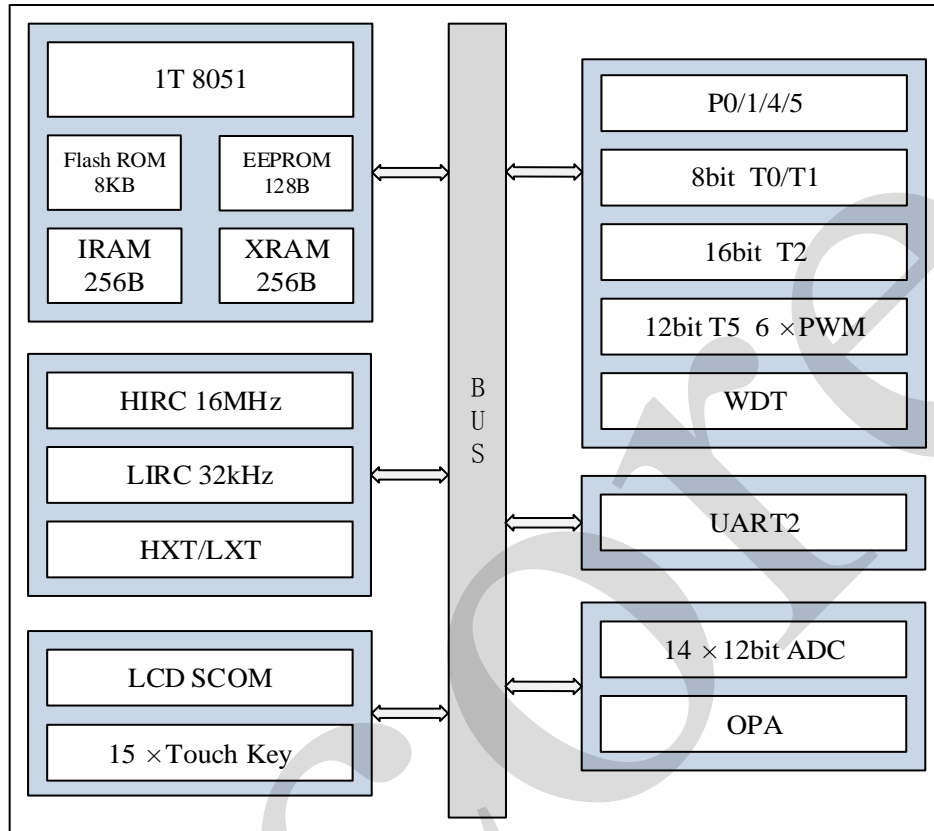 1T 8051
Flash ROM
8KB
EEPROM
128B
IRAM
256B
XRAM
256B
HIRC 16MHz
LIRC 32kHz
HXT/LXT
LCD SCOM
15 ×Touch Key
B
U
S
P0/1/4/5
8bit T0/T1
16bit T2
12bit T5 6 ×PWM
WDT
UART2
14 ×12bit ADC
OPA
core